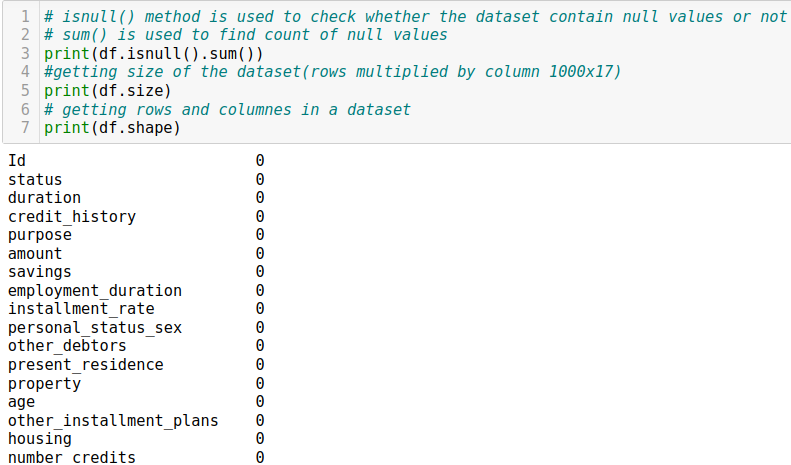 1 # isnull() method is used to check whether the dataset contain null values or not
2 # sum() is used to find count of null values
3 print(df.isnull().sum())
4 #getting size of the dataset(rows multiplied by column 1000x17)
5 print(df.size)
6 # getting rows and columnes in a dataset
7 print(df.shape)
Id 0
status 0
duration 0
credit_history 0
purpose 0
amount 0
savings 0
employment_duration 0
installment_rate 0
personal_status_sex 0
other_debtors 0
present_residence 0
property 0
age 0
other_installment_plans 0
housing 0
number_credits 0